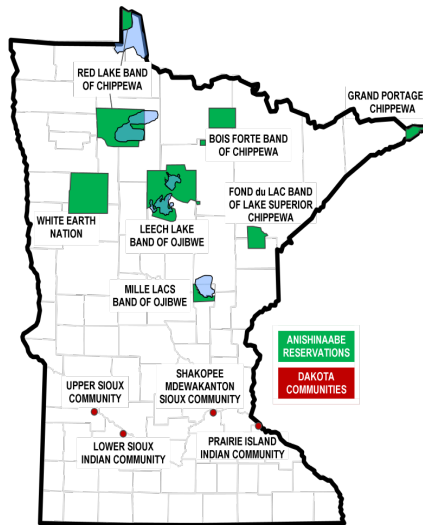 RED LAKE BAND
OF CHIPPEWA
GRAND PORTAGE
CHIPPEWA
BOIS FORTE BAND
OF CHIPPEWA
FOND du LAC BAND
OF LAKE SUPERIOR
CHIPPEWA
WHITE EARTH
NATION
LEECH LAKE
BAND OF OJIBWE
MILLE LACS
BAND OF OJIBWE
ANISHINAABE
RESERVATIONS
DAKOTA
COMMUNITIES
UPPER SIOUX
COMMUNITY
SHAKOPEE
MDEWAKANTON
SIOUX COMMUNITY
LOWER SIOUX
INDIAN COMMUNITY
PRAIRIE ISLAND
INDIAN COMMUNITY